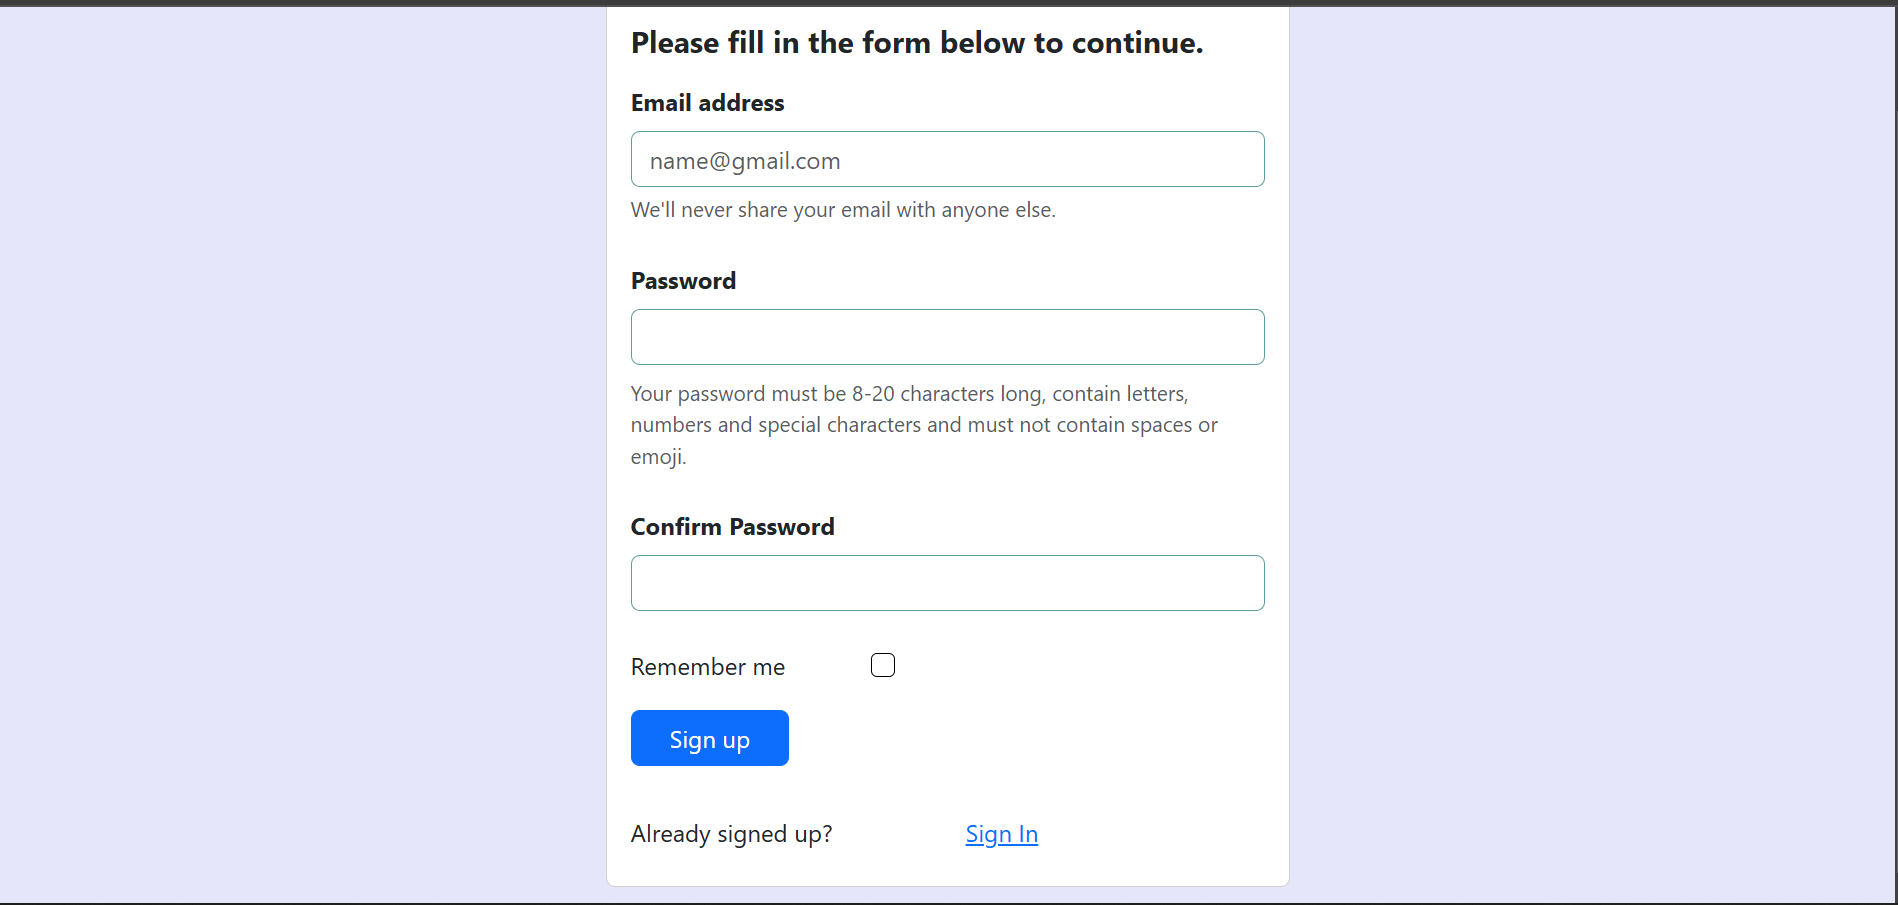 Please fill in the form below to continue.
Email address
name@gmail.com
We'll never share your email with anyone else.
Password
Your password must be 8-20 characters long, contain letters,
numbers and special characters and must not contain spaces or
emoji.
Confirm Password
Remember me
Sign up
Already signed up? Sign In